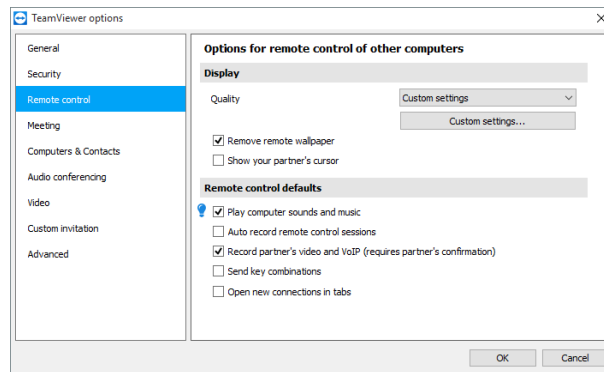 TeamViewer options
General
Security
Remote control
Meeting
Computers & Contacts
Audio conferencing
Video
Custom invitation
Advanced
Options for remote control of other computers
Display
Quality
Custom settings
Custom settings...
Remove remote wallpaper
Show your partner's cursor
Remote control defaults
Play computer sounds and music
Auto record remote control sessions
Record partner's video and VoIP (requires partner's confirmation)
Send key combinations
Open new connections in tabs
OK Cancel